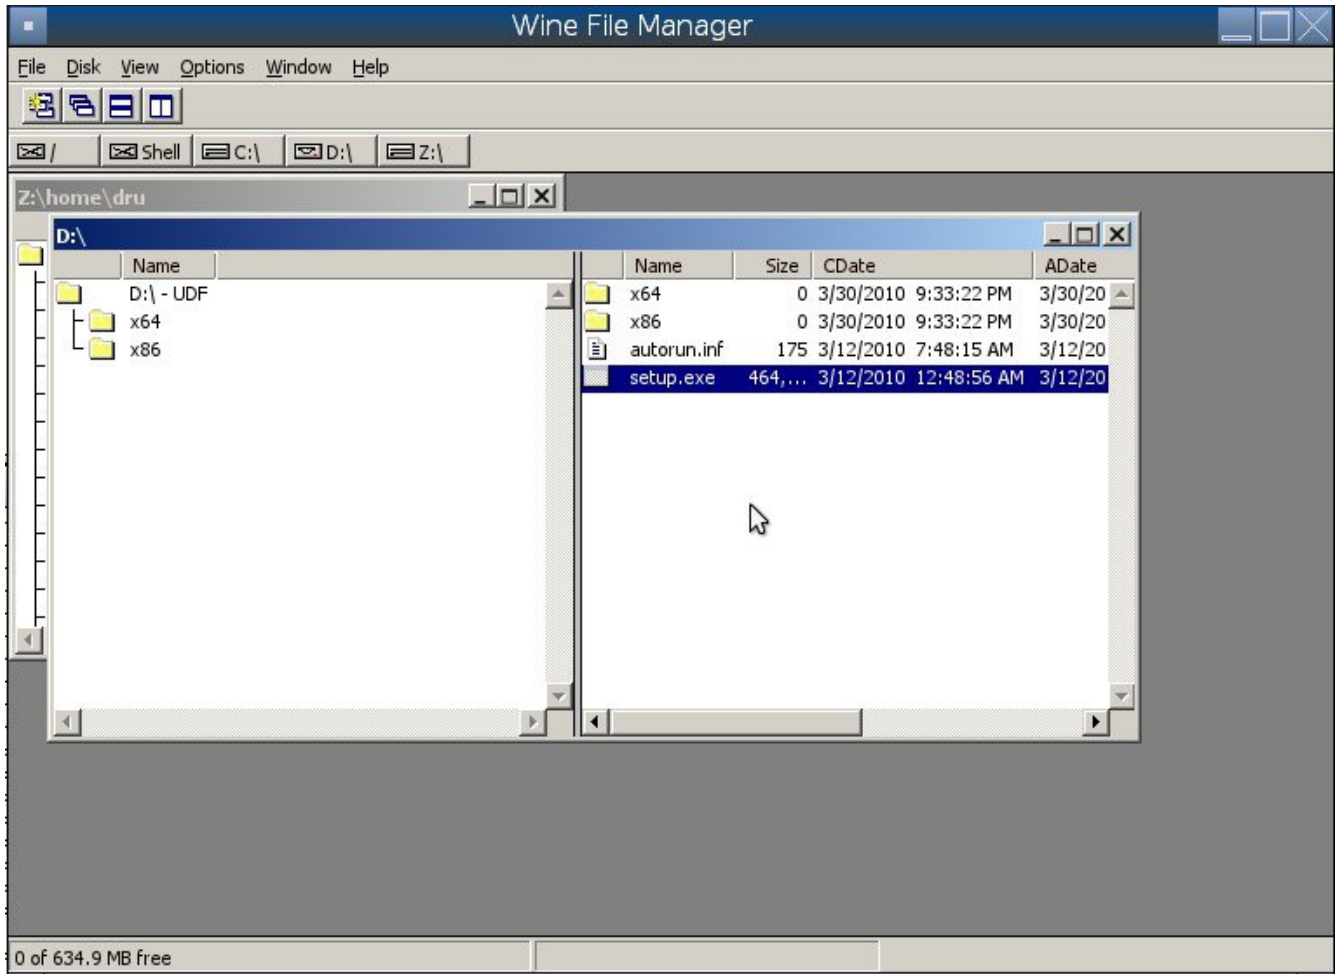 Wine File Manager
File Disk View Options Window Help
/ Shell C:\ D:\ Z:\
Z:\home\dru
D:\
Name Name Size CDate ADate
D:\ - UDF x64 0 3/30/2010 9:33:22 PM 3/30/20
x64 x86 0 3/30/2010 9:33:22 PM 3/30/20
x86 autorun.inf 175 3/12/2010 7:48:15 AM 3/12/20
setup.exe 464,... 3/12/2010 12:48:56 AM 3/12/20
0 of 634.9 MB free